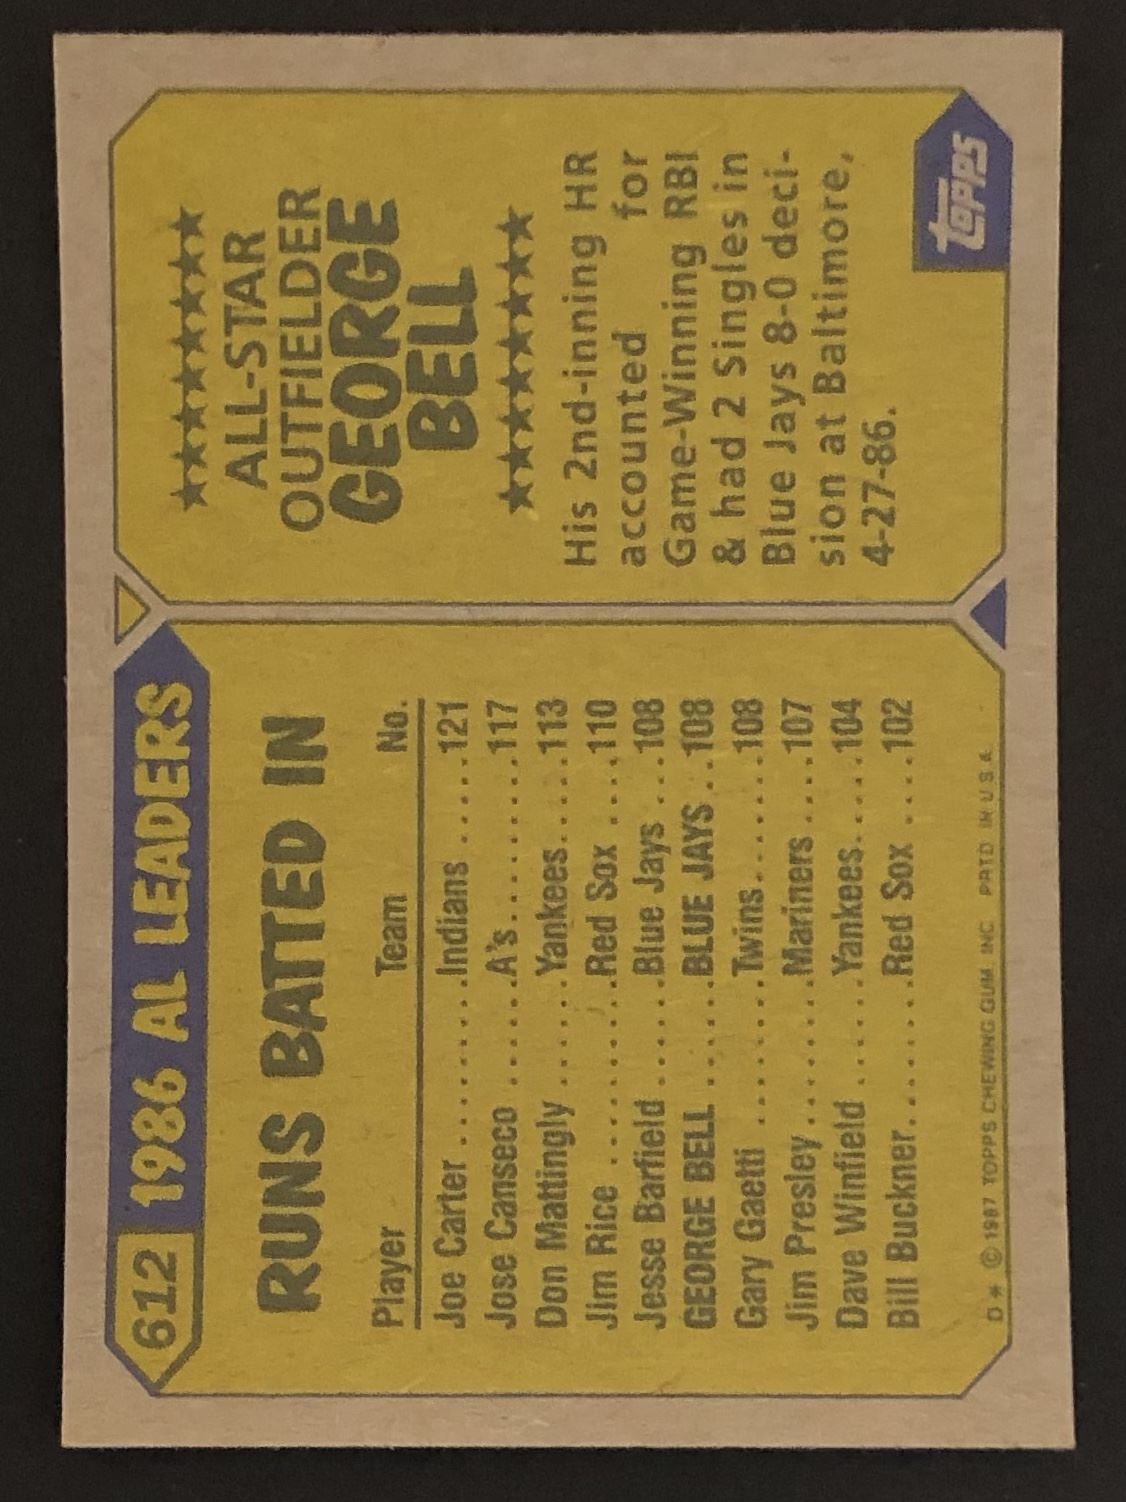 612 1986 AL LEADERS
RUNS BATTED IN
Player Team No.
Joe Carter.........Indians.....121
Jose Canseco.......A's.........117
Don Mattingly......Yankees.....113
Jim Rice..........Red Sox....110
Jesse Barfield......Blue Jays...108
GEORGE BELL......BLUE JAYS..108
Gary Gaetti........Twins.......108
Jim Presley........Mariners....107
Dave Winfield......Yankees....104
Bill Buckner........Red Sox....102
D * © 1987 TOPPS CHEWING GUM INC. PRTD IN U.S.A.
★★★★★★★
ALL-STAR
OUTFIELDER
GEORGE
BELL
★★★★★★★
His 2nd-inning HR
accounted for
Game-Winning RBI
& had 2 Singles in
Blue Jays 8-0 deci-
sion at Baltimore,
4-27-86.
topps